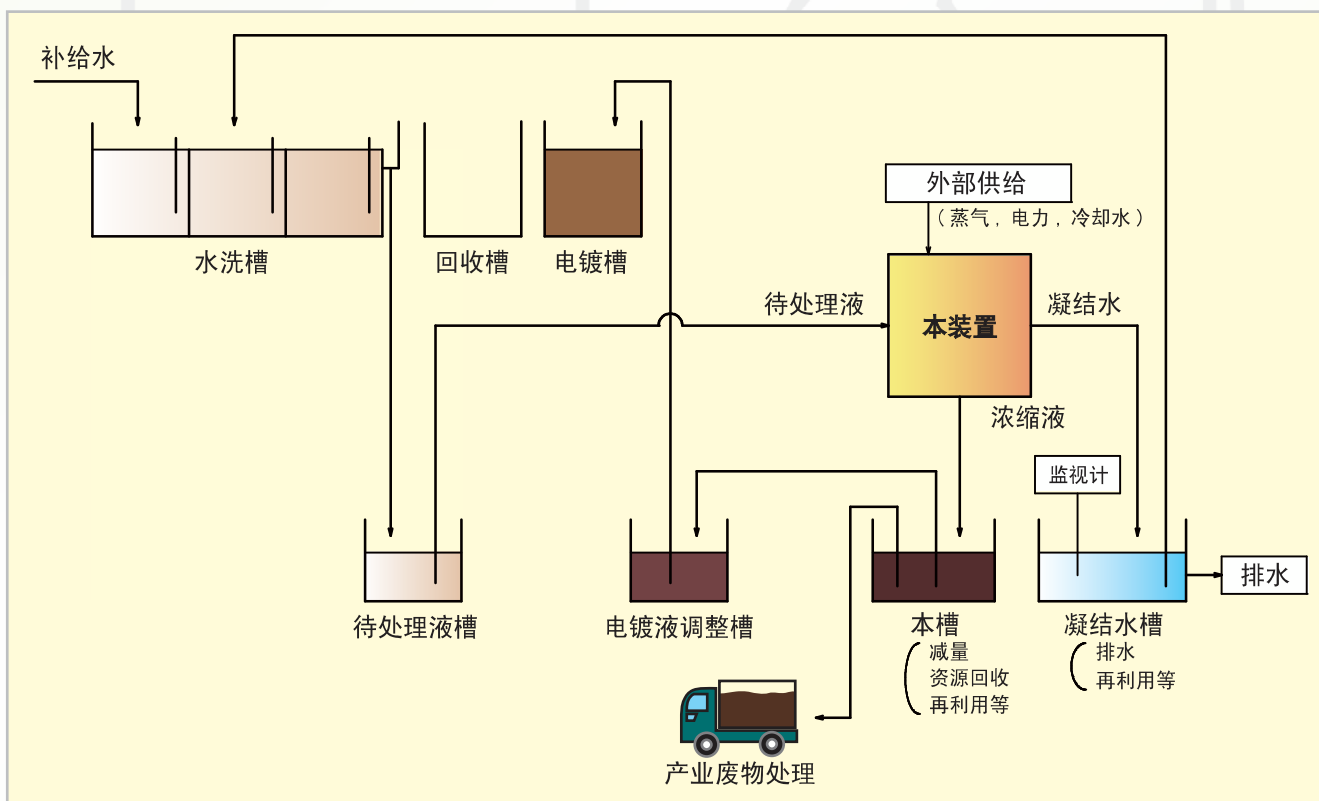 补给水
水洗槽
回收槽
电镀槽
外部供给
（蒸气，电力，冷却水）
待处理液
本装置
凝结水
浓缩液
监视计
排水
待处理液槽
电镀液调整槽
本槽
减量
资源回收
再利用等
凝结水槽
排水
再利用等
产业废物处理